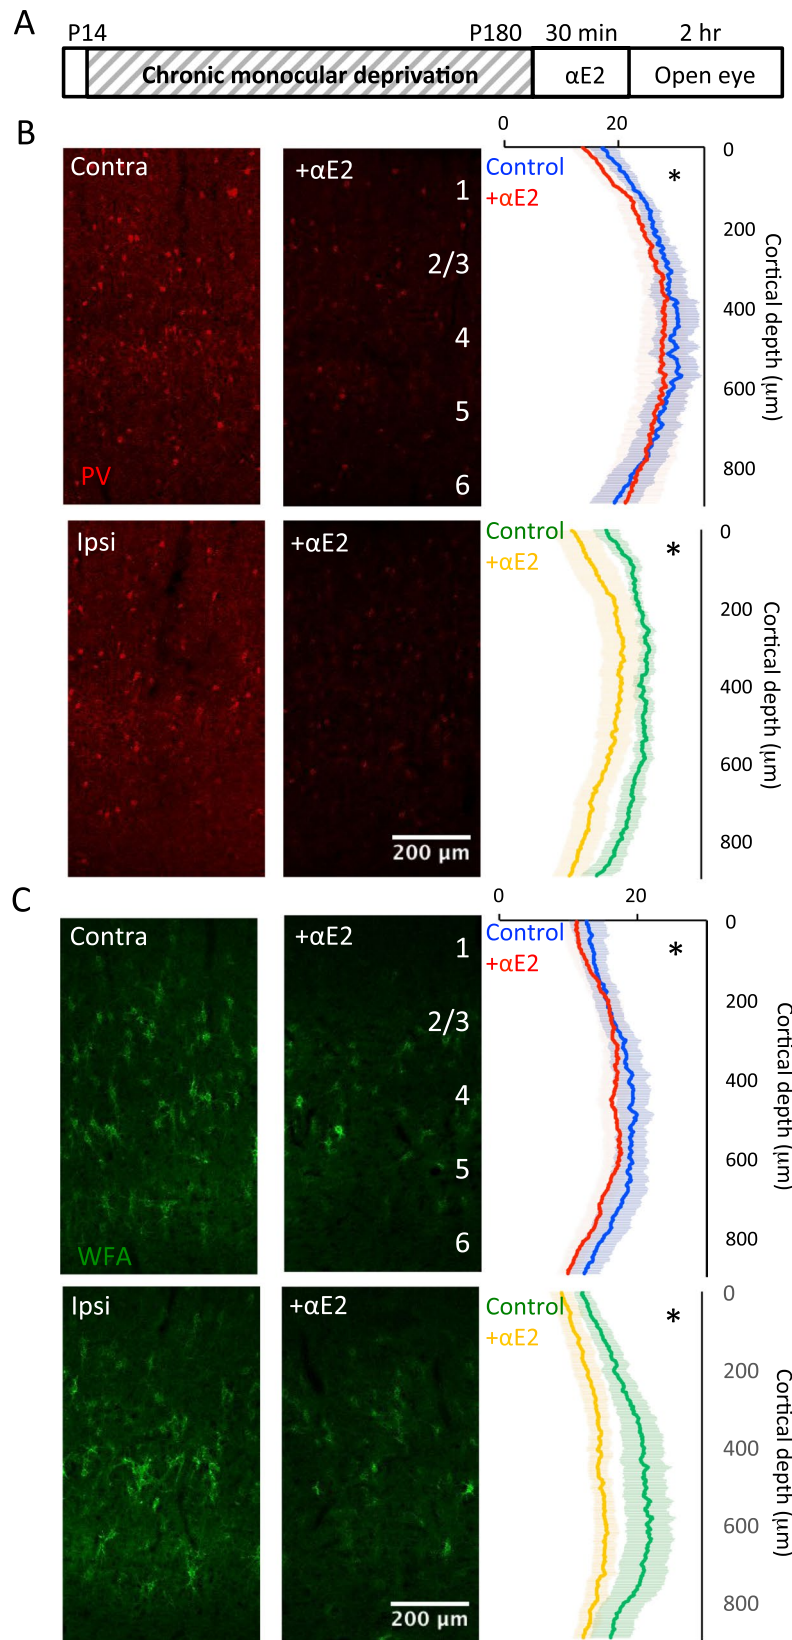 A
P14 P180 30 min 2 hr
Chronic monocular deprivation αE2 Open eye
B
0 20
Contra +αE2 Control 0
1 +αE2 *
200
2/3
4 400
5 600
PV 6 800
Cortical depth (μm)
Ipsi +αE2 Control 0
+αE2 *
200
400
600
200 μm 800
Cortical depth (μm)
C
0 20
Contra +αE2 1 Control 0
+αE2 *
2/3 200
4 400
5 600
WFA 6 800
Cortical depth (μm)
Ipsi +αE2 Control 0
+αE2 *
200
400
600
200 μm 800
Cortical depth (μm)